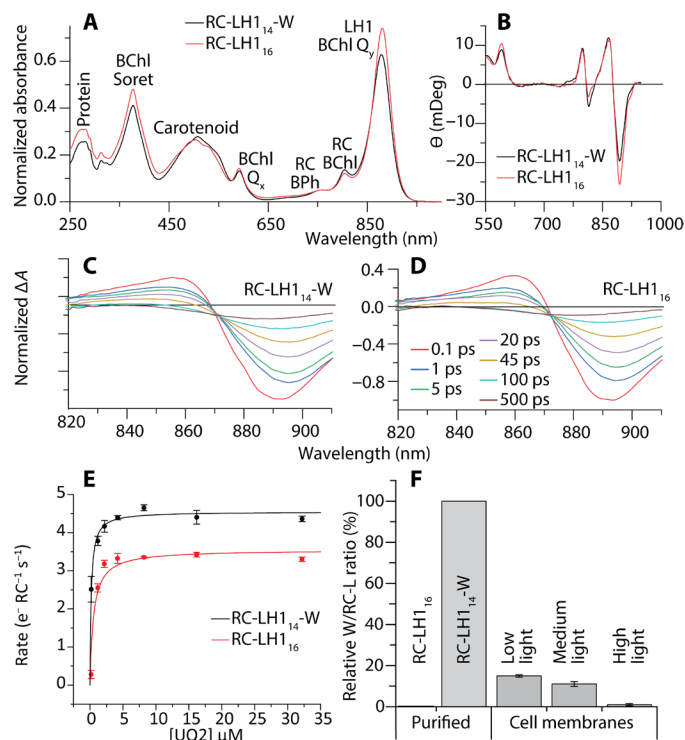 A
RC-LH1₁₄-W
RC-LH1₁₆
Normalized absorbance
0.6
0.4
0.2
0.0
Protein
BChl
Soret
Carotenoid
BChl
Qₓ
RC
BPh
RC
BChl
LH1
BChl Qᵧ
250
450
650
850
Wavelength (nm)
B
Θ (mDeg)
10
0
−10
−20
−30
RC-LH1₁₄-W
RC-LH1₁₆
550
700
850
1000
C
RC-LH1₁₄-W
Normalized ΔA
820
840
860
880
900
D
RC-LH1₁₆
0.4
0.0
−0.4
−0.8
0.1 ps
1 ps
5 ps
20 ps
45 ps
100 ps
500 ps
820
840
860
880
900
Wavelength (nm)
E
Rate (e⁻ RC⁻¹ s⁻¹)
5
4
3
2
1
0
RC-LH1₁₄-W
RC-LH1₁₆
0
5
10
15
20
25
30
35
[UQ2] μM
F
Relative W/RC-L ratio (%)
100
80
60
40
20
0
RC-LH1₁₆
RC-LH1₁₄-W
Low
light
Medium
light
High
light
Purified
Cell membranes